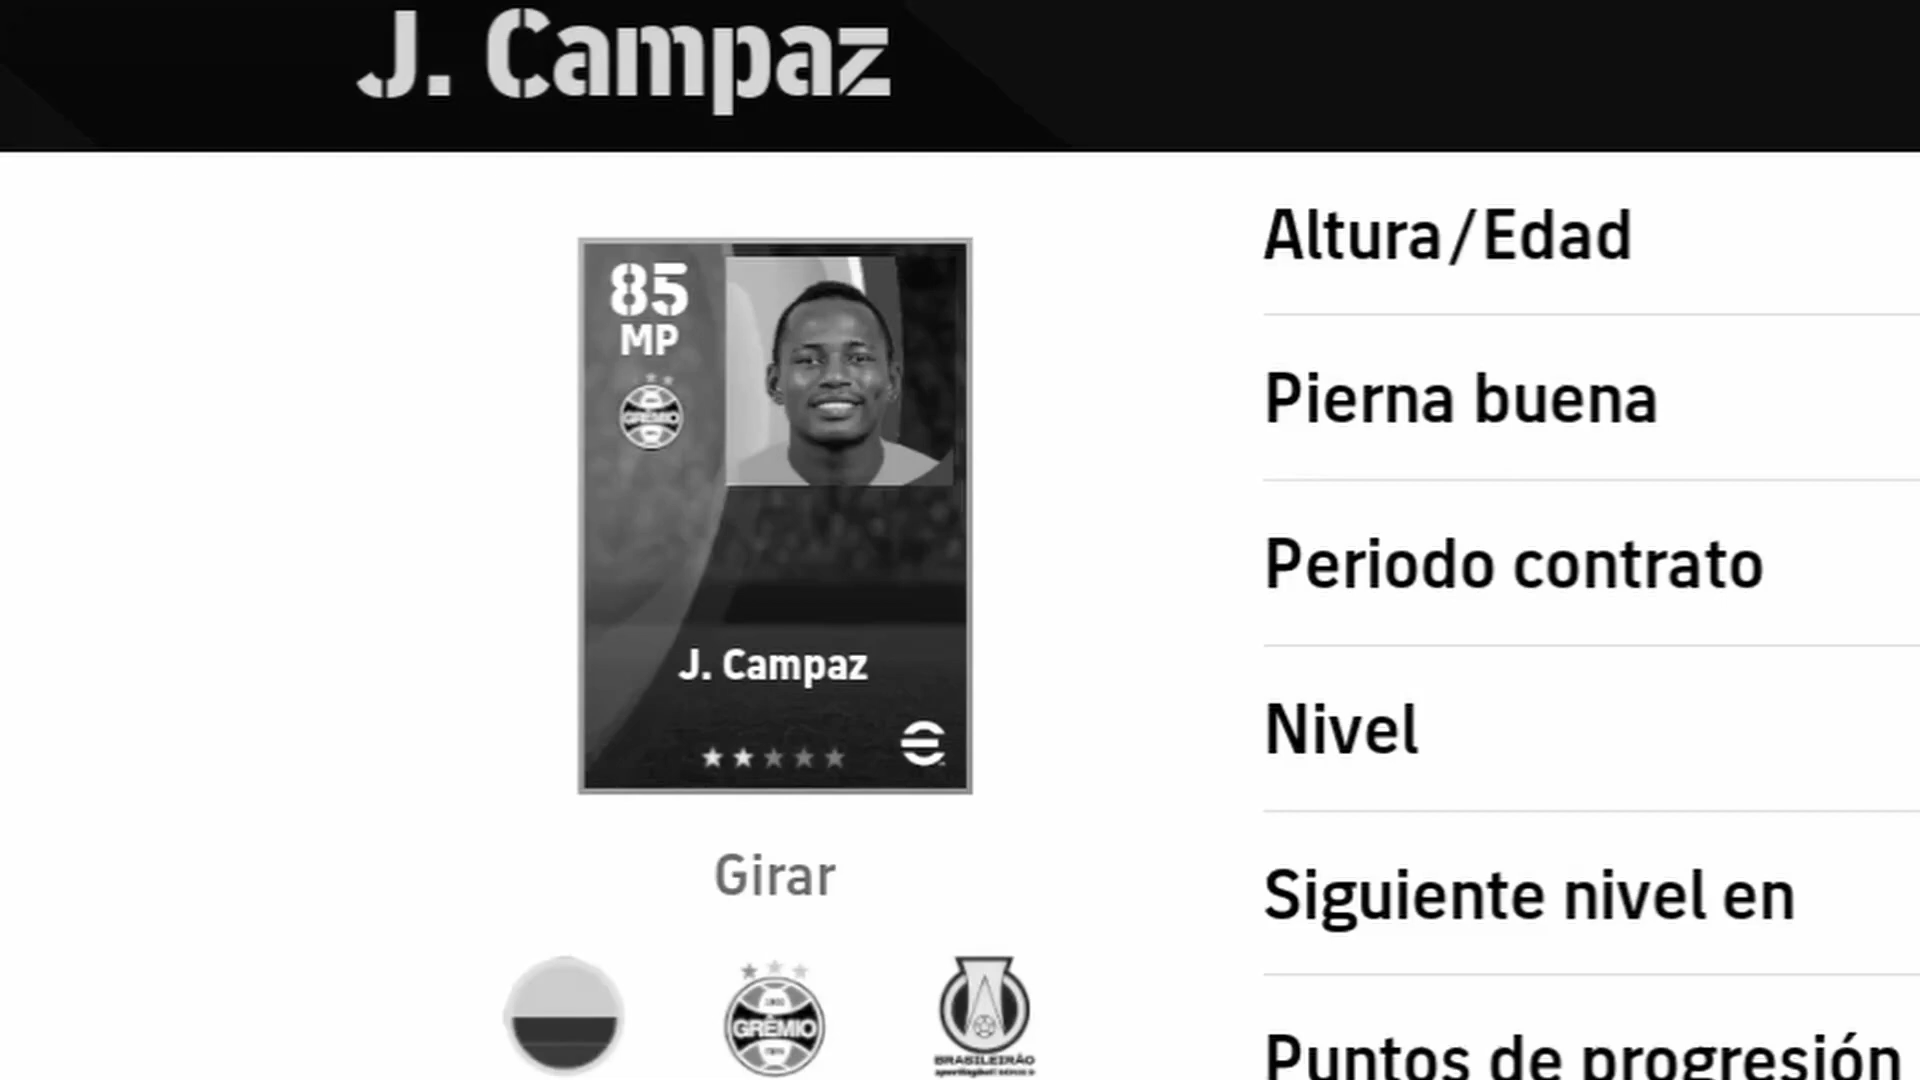 J. Campaz
85
MP
GRÊMIO
J. Campaz
Girar
GRÊMIO
BRASILEIRÃO
Altura/Edad
Pierna buena
Periodo contrato
Nivel
Siguiente nivel en
Puntos de progresión